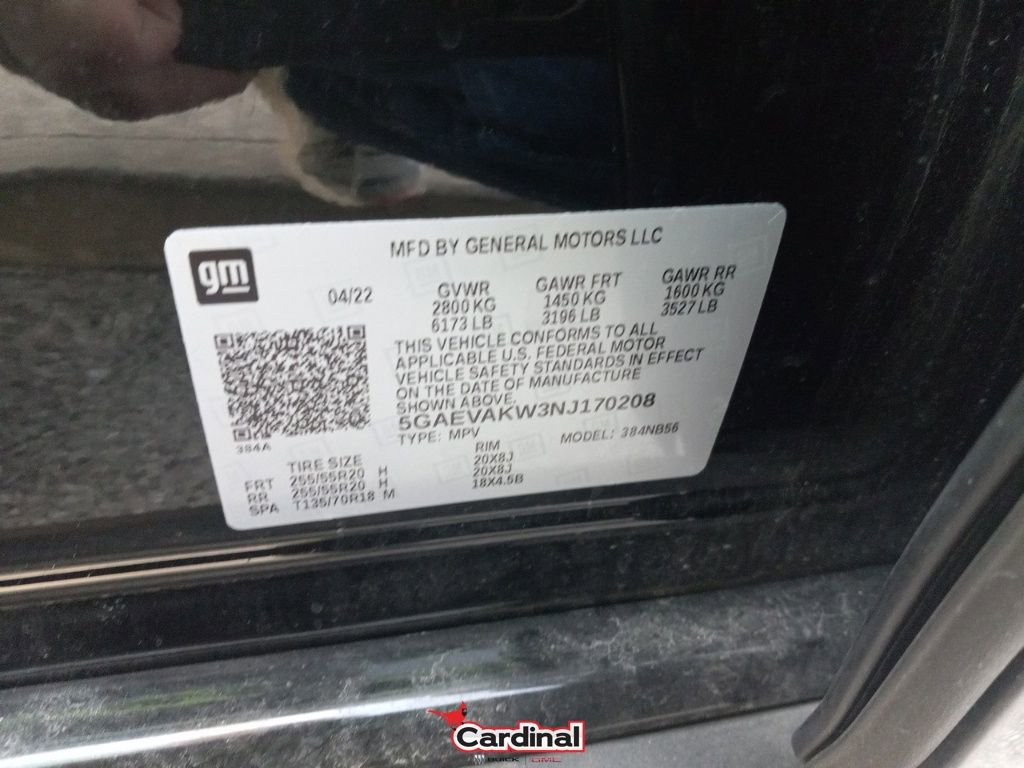 gm
MFD BY GENERAL MOTORS LLC
04/22 GVWR GAWR FRT GAWR RR
2800 KG 1450 KG 1600 KG
6173 LB 3196 LB 3527 LB
THIS VEHICLE CONFORMS TO ALL
APPLICABLE U.S. FEDERAL MOTOR
VEHICLE SAFETY STANDARDS IN EFFECT
ON THE DATE OF MANUFACTURE
SHOWN ABOVE.
5GAEVAKW3NJ170208
TYPE: MPV MODEL: 384NB56
384A
TIRE SIZE RIM
FRT 255/55R20 H 20X8J
RR 255/55R20 H 20X8J
SPA T135/70R18 M 18X4.5B
Cardinal
BUICK GMC